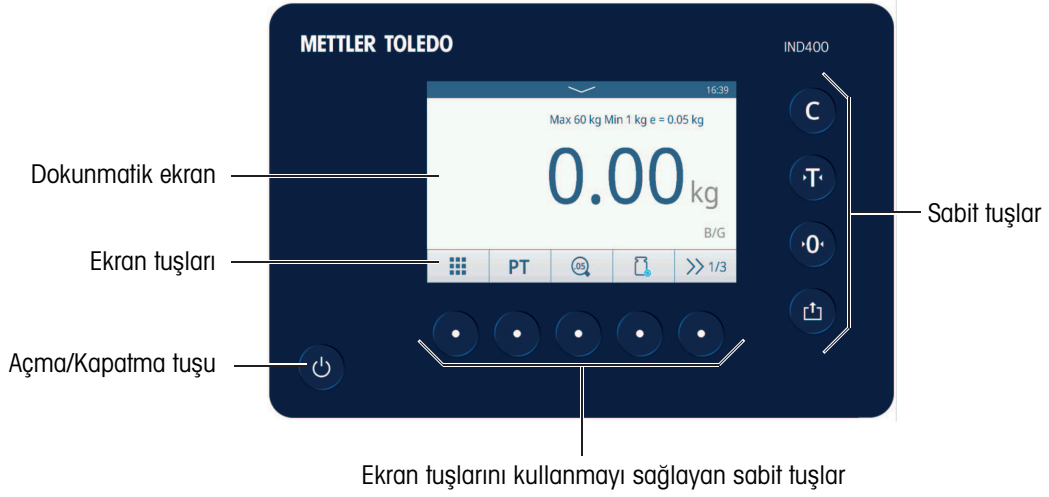 METTLER TOLEDO
IND400
16:39
Max 60 kg Min 1 kg e = 0.05 kg
C
Dokunmatik ekran
0.00 kg
T
Sabit tuşlar
B/G
0
Ekran tuşları
PT
.05
1/3
Açma/Kapatma tuşu
Ekran tuşlarını kullanmayı sağlayan sabit tuşlar